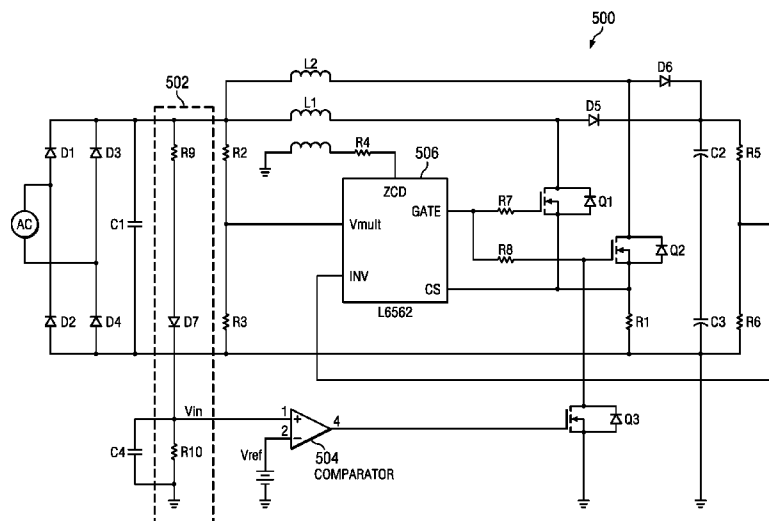 500
D6
L2
502
D5
L1
D1
D3
R9
R2
R4
506
C2
R5
ZCD
GATE
R7
Q1
AC
C1
Vmult
R8
Q2
INV
CS
D2
D4
D7
R3
L6562
R1
C3
R6
Vin
1
+
4
Q3
2
−
C4
R10
Vref
504
COMPARATOR